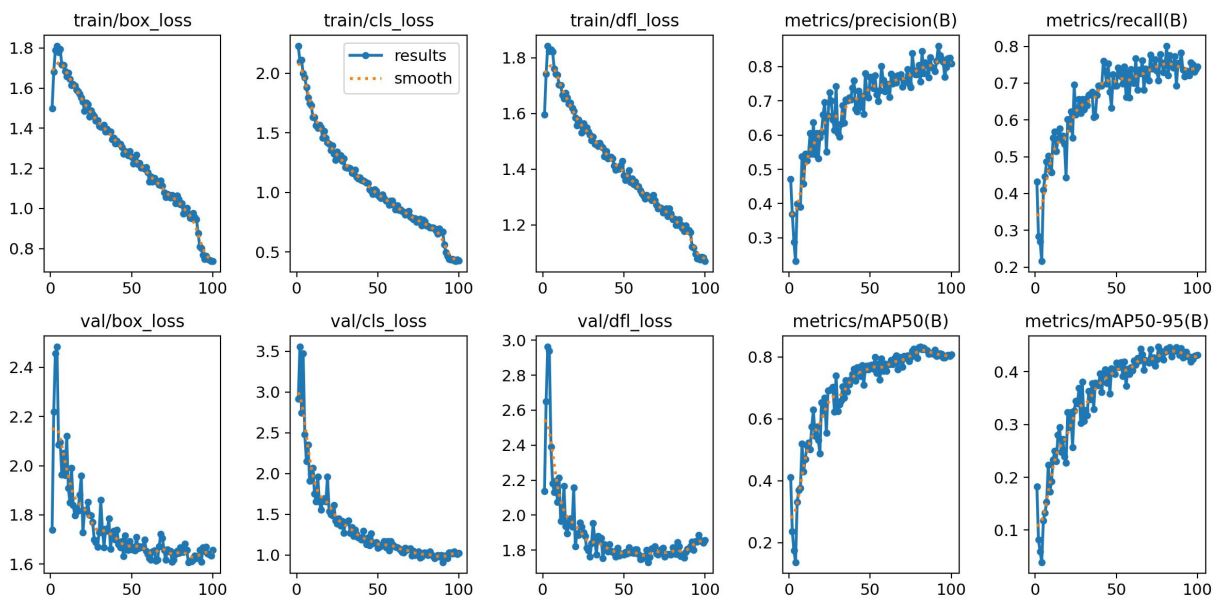 train/box_loss
train/cls_loss
train/dfl_loss
metrics/precision(B)
metrics/recall(B)
1.8
1.6
1.4
1.2
1.0
0.8
0 50 100
2.0
1.5
1.0
0.5
results
smooth
0 50 100
1.8
1.6
1.4
1.2
0 50 100
0.8
0.7
0.6
0.5
0.4
0.3
0 50 100
0.8
0.7
0.6
0.5
0.4
0.3
0.2
0 50 100
val/box_loss
val/cls_loss
val/dfl_loss
metrics/mAP50(B)
metrics/mAP50-95(B)
2.4
2.2
2.0
1.8
1.6
0 50 100
3.5
3.0
2.5
2.0
1.5
1.0
0 50 100
3.0
2.8
2.6
2.4
2.2
2.0
1.8
0 50 100
0.8
0.6
0.4
0.2
0 50 100
0.4
0.3
0.2
0.1
0 50 100